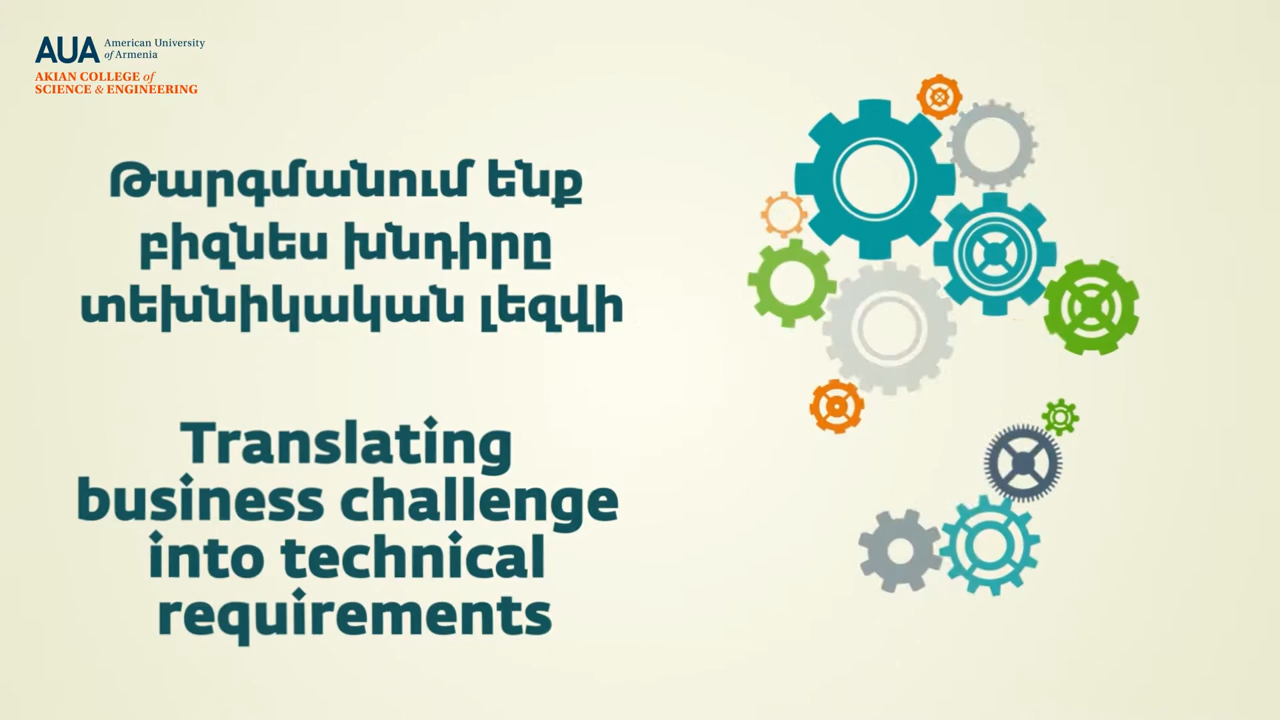 AUA American University
of Armenia
AKIAN COLLEGE of
SCIENCE & ENGINEERING
Թարգմանում ենք
բիզնես խնդիրը
տեխնիկական լեզվի
Translating
business challenge
into technical
requirements